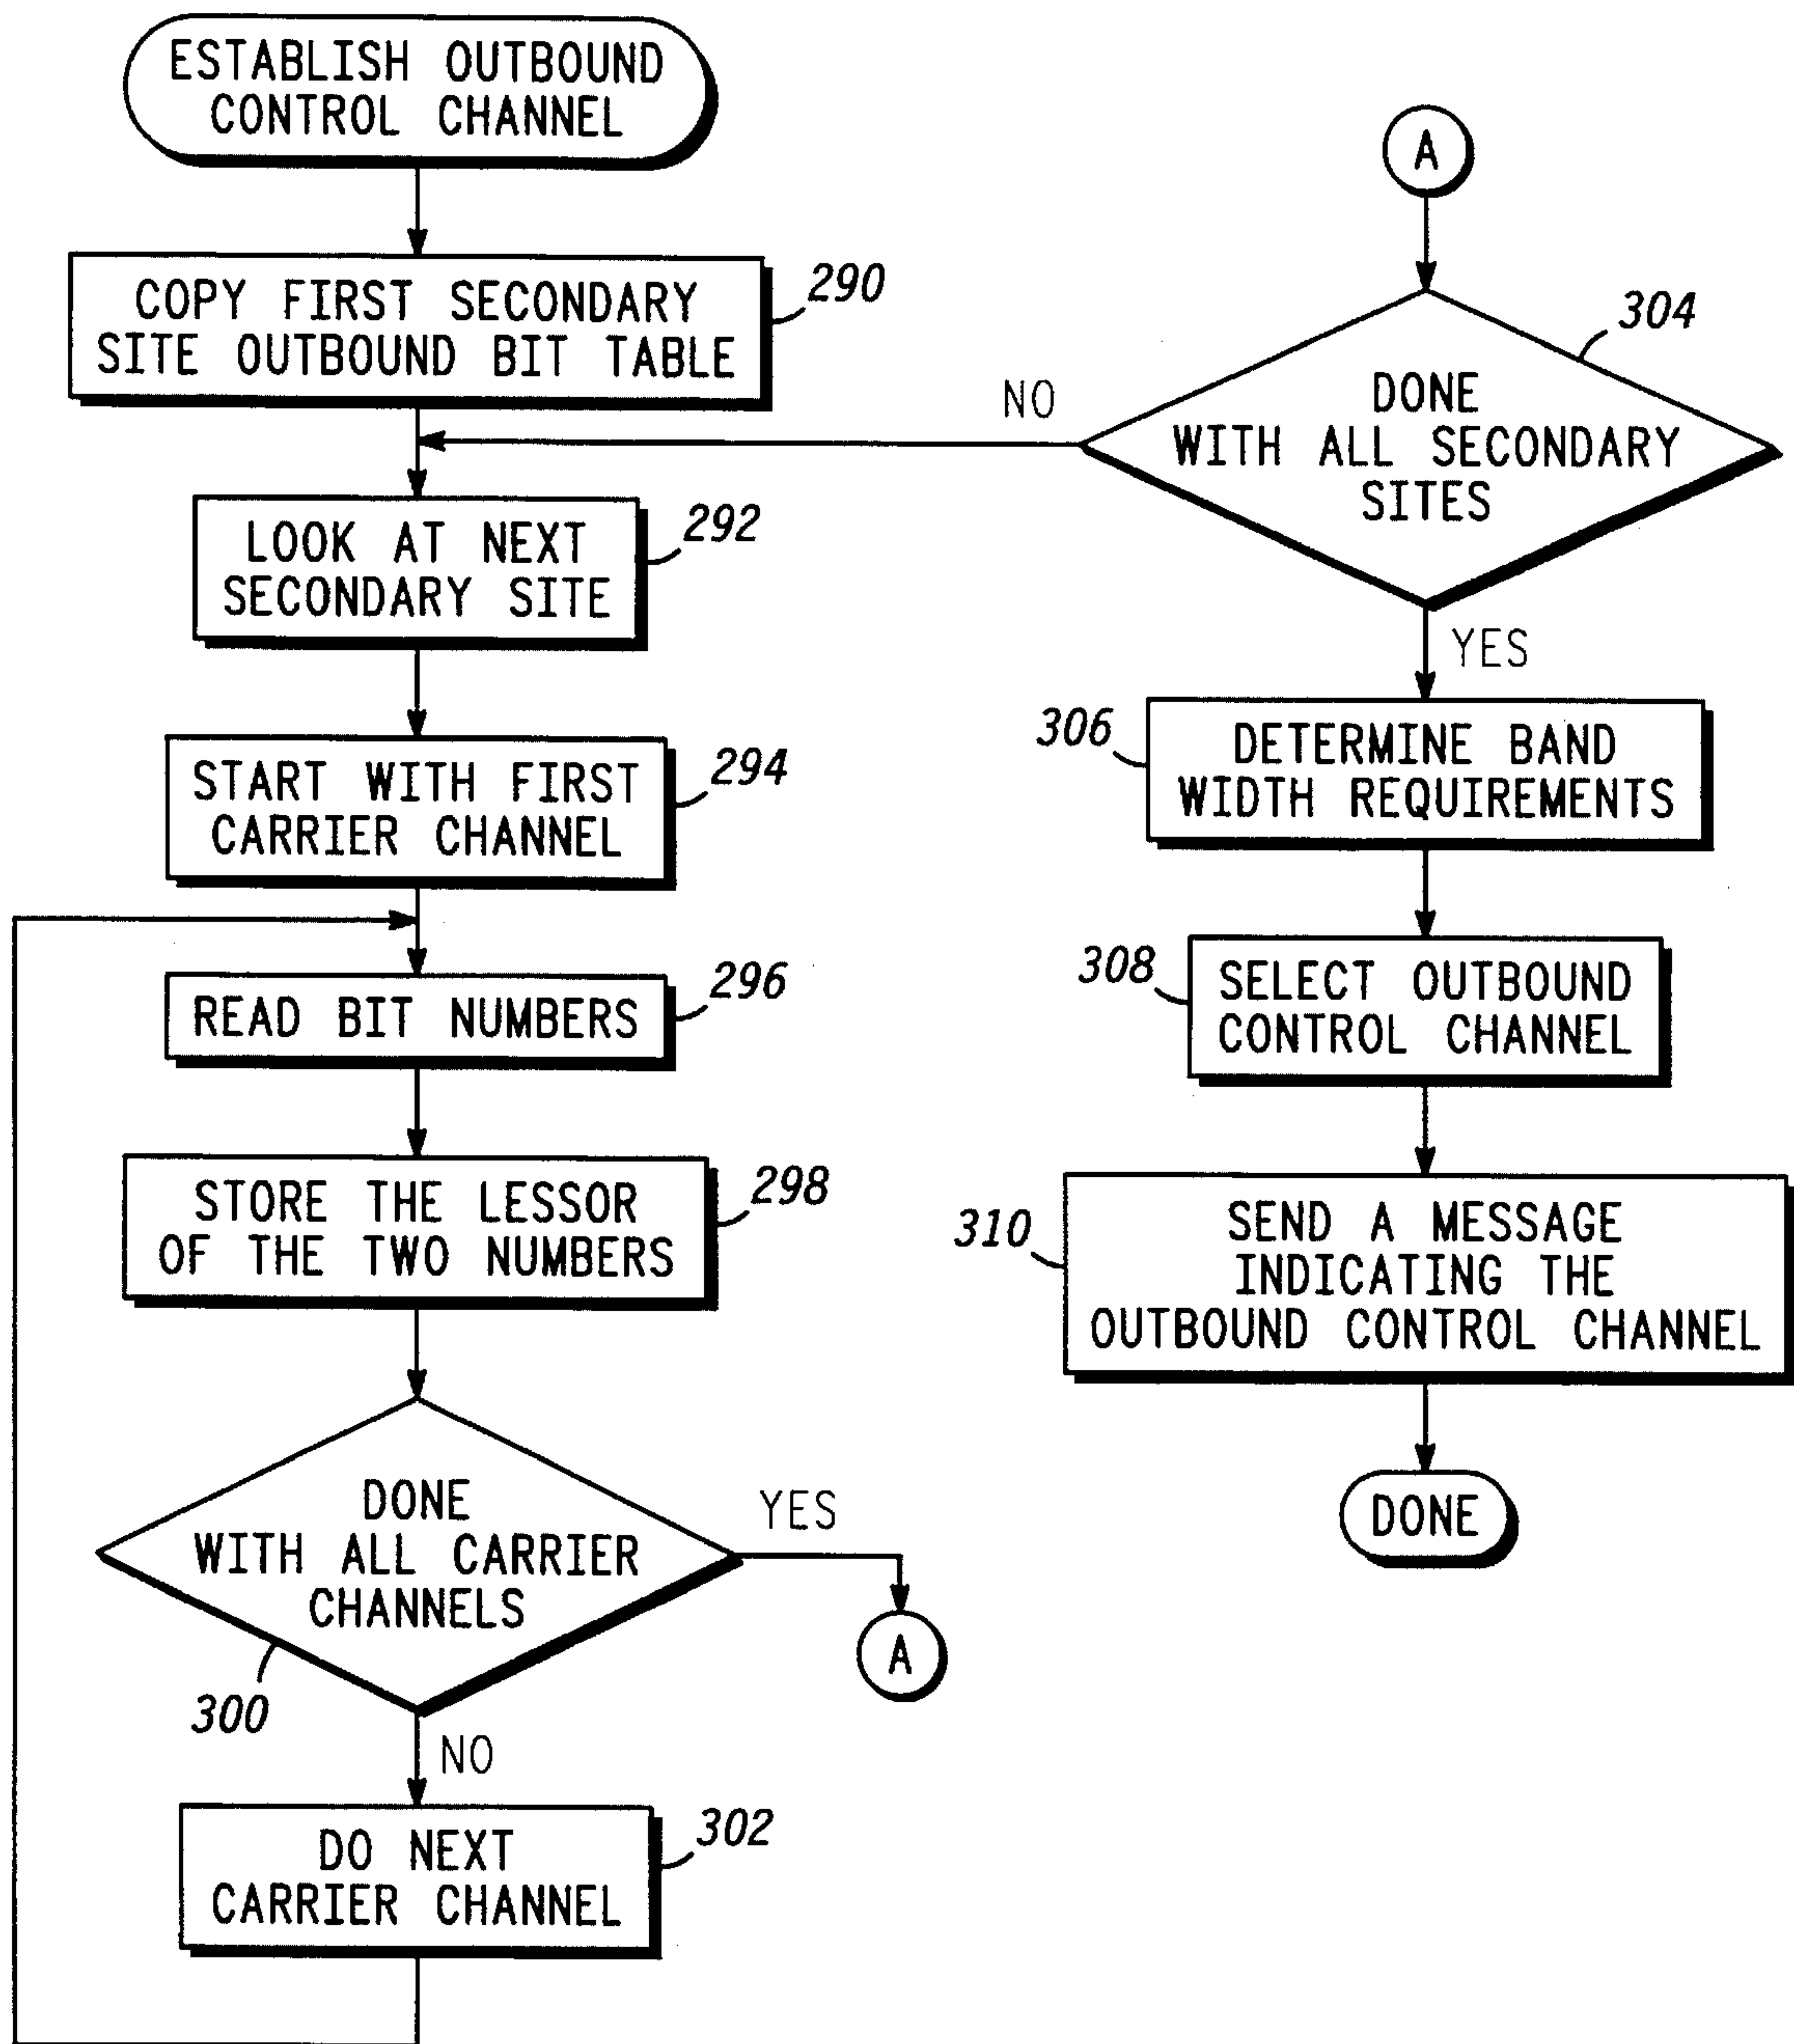 ESTABLISH OUTBOUND
CONTROL CHANNEL
COPY FIRST SECONDARY
SITE OUTBOUND BIT TABLE
290
LOOK AT NEXT
SECONDARY SITE
292
START WITH FIRST
CARRIER CHANNEL
294
READ BIT NUMBERS
296
STORE THE LESSOR
OF THE TWO NUMBERS
298
DONE
WITH ALL CARRIER
CHANNELS
300
YES
A
NO
DO NEXT
CARRIER CHANNEL
302
A
304
DONE
WITH ALL SECONDARY
SITES
NO
YES
306
DETERMINE BAND
WIDTH REQUIREMENTS
308
SELECT OUTBOUND
CONTROL CHANNEL
310
SEND A MESSAGE
INDICATING THE
OUTBOUND CONTROL CHANNEL
DONE